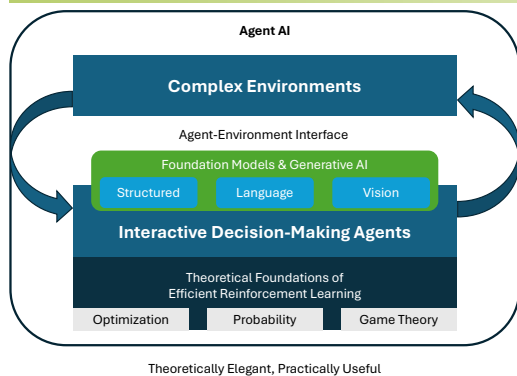 Agent AI
Complex Environments
Agent-Environment Interface
Foundation Models & Generative AI
Structured
Language
Vision
Interactive Decision-Making Agents
Theoretical Foundations of
Efficient Reinforcement Learning
Optimization
Probability
Game Theory
Theoretically Elegant, Practically Useful